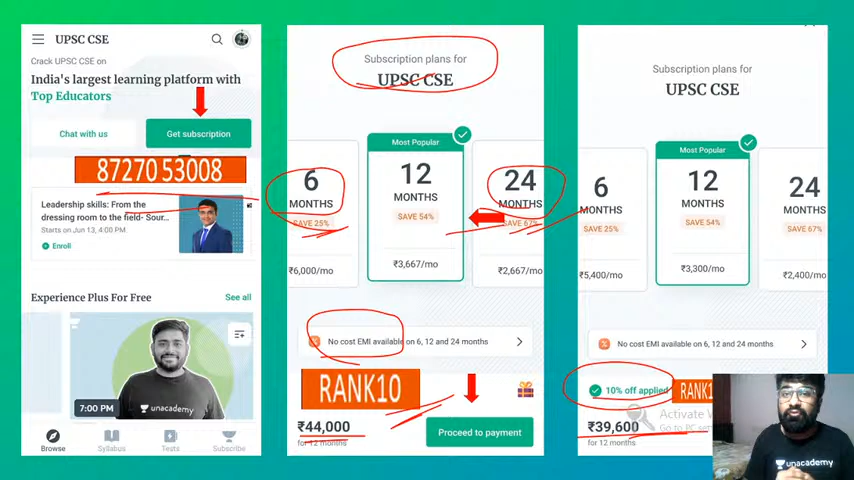 UPSC CSE
Crack UPSC CSE on
India's largest learning platform with
Top Educators
Chat with us
Get subscription
87270 53008
Leadership skills: From the
dressing room to the field- Sour...
Starts on Jun 13, 4:00 PM
Enroll
Experience Plus For Free
See all
7:00 PM
unacademy
Browse
Syllabus
Tests
Subscribe
Subscription plans for
UPSC CSE
Most Popular
6
MONTHS
SAVE 25%
₹6,000/mo
12
MONTHS
SAVE 54%
₹3,667/mo
24
MONTHS
SAVE 67%
₹2,667/mo
No cost EMI available on 6, 12 and 24 months
RANK10
₹44,000
for 12 months
Proceed to payment
Subscription plans for
UPSC CSE
Most Popular
6
MONTHS
SAVE 25%
₹5,400/mo
12
MONTHS
SAVE 54%
₹3,300/mo
24
MONTHS
SAVE 67%
₹2,400/mo
No cost EMI available on 6, 12 and 24 months
10% off applied
₹39,600
for 12 months
Activate
Go to PC
unacademy